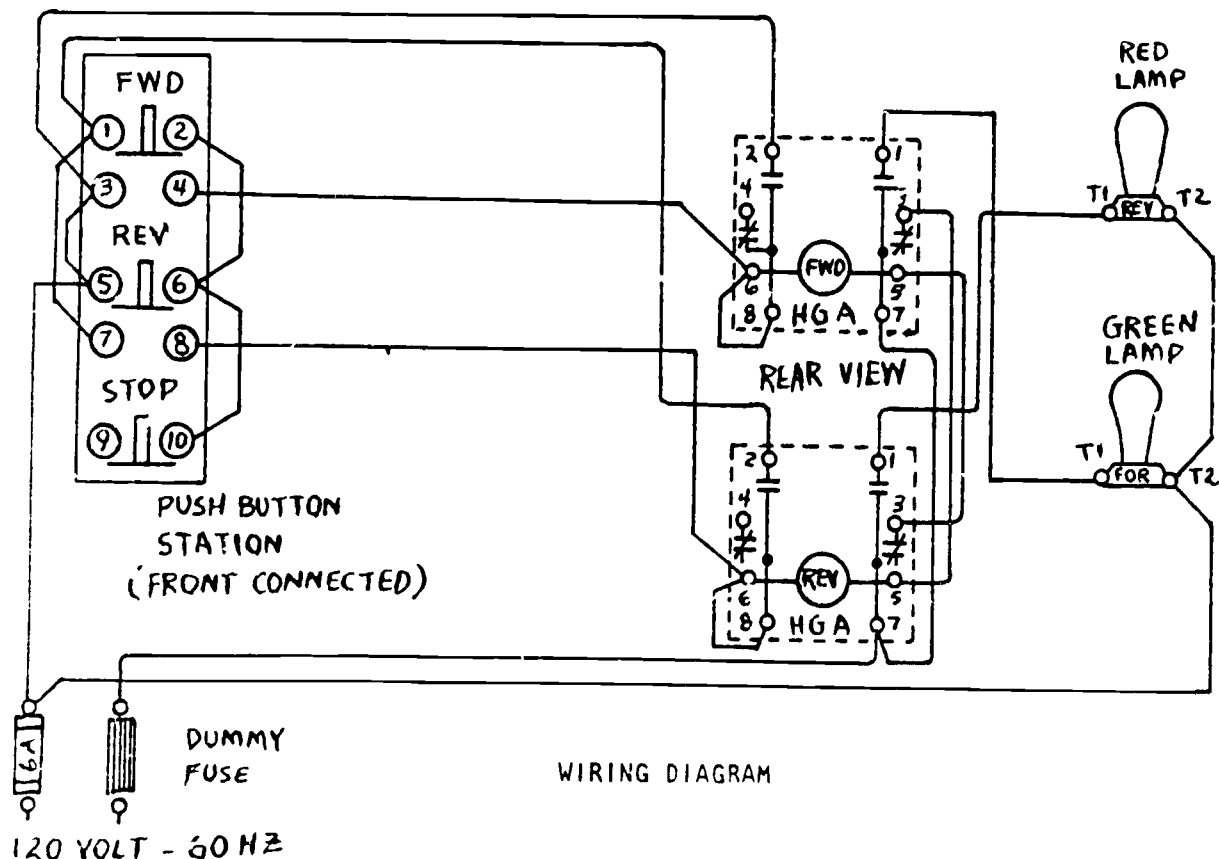 FWD
1 2
3 4
REV
5 6
7 8
STOP
9 10
PUSH BUTTON
STATION
(FRONT CONNECTED)
2 1
4 3
FWD
6 5
8 HGA 7
REAR VIEW
2 1
4 3
REV
6 5
8 HGA 7
RED
LAMP
T1 REV T2
GREEN
LAMP
T1 FOR T2
6A
DUMMY
FUSE
WIRING DIAGRAM
120 VOLT - 60 HZ